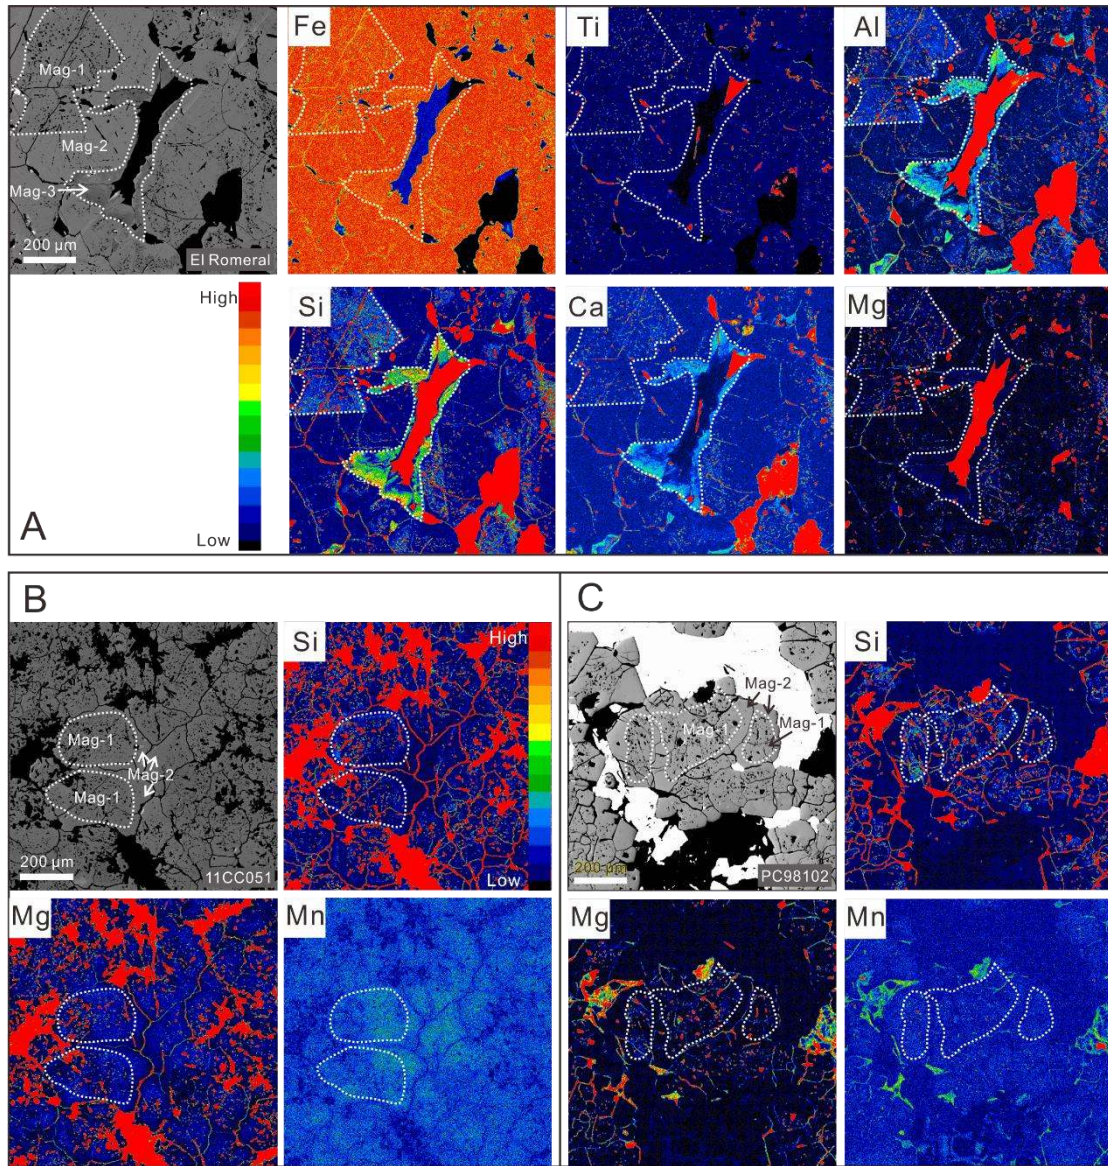 Fe
Ti
Al
Mag-1
Mag-2
Mag-3
200 µm
El Romeral
High
Low
Si
Ca
Mg
A
B
Si
High
Low
Mag-1
Mag-2
Mag-1
200 µm
11CC051
Mg
Mn
C
Si
Mag-2
Mag-1
Mag-1
200 µm
PC98102
Mg
Mn